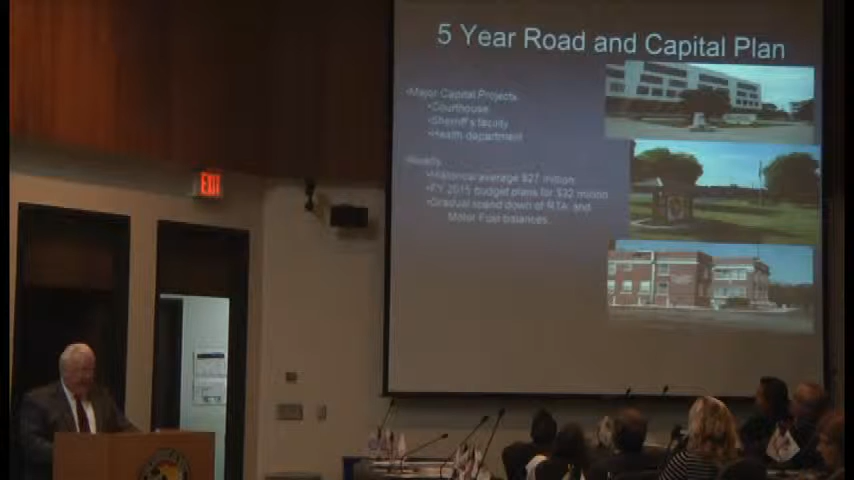 5 Year Road and Capital Plan
•Major Capital Projects
•Courthouse
•Sherriff's facility
•Health department
•Roads
•Historical average $27 million
•FY 2015 budget plans for $32 million
•Gradual spend down of RTA and
Motor Fuel balances.
EXIT